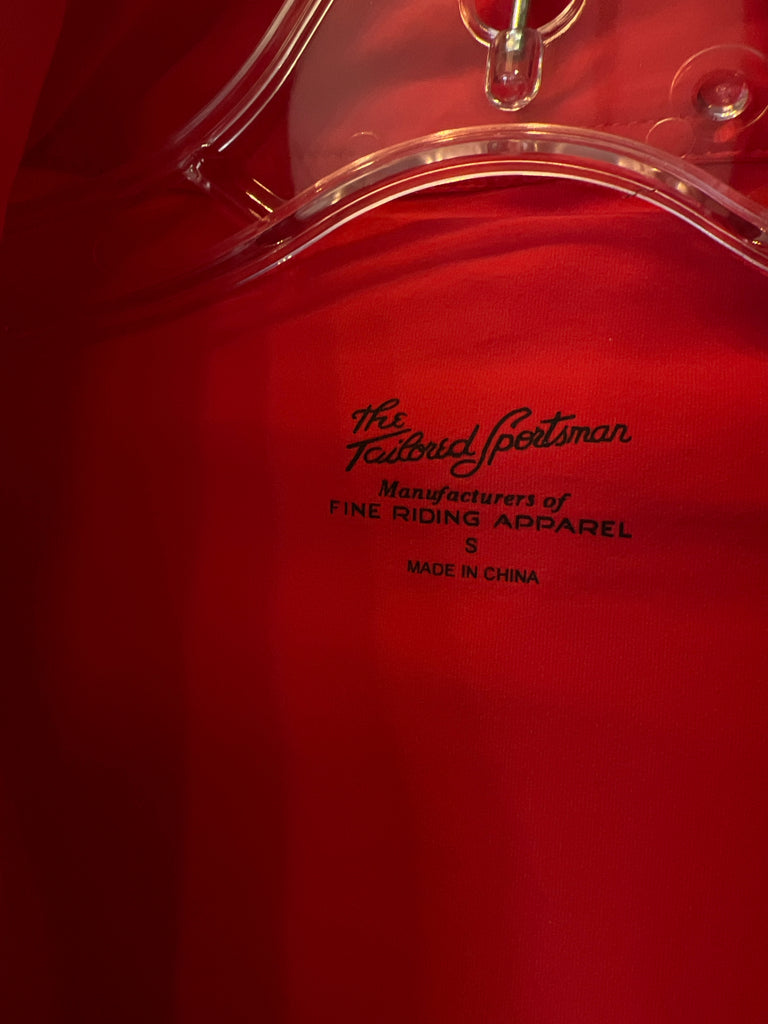 The
Tailored Sportsman
Manufacturers of
FINE RIDING APPAREL
S
MADE IN CHINA